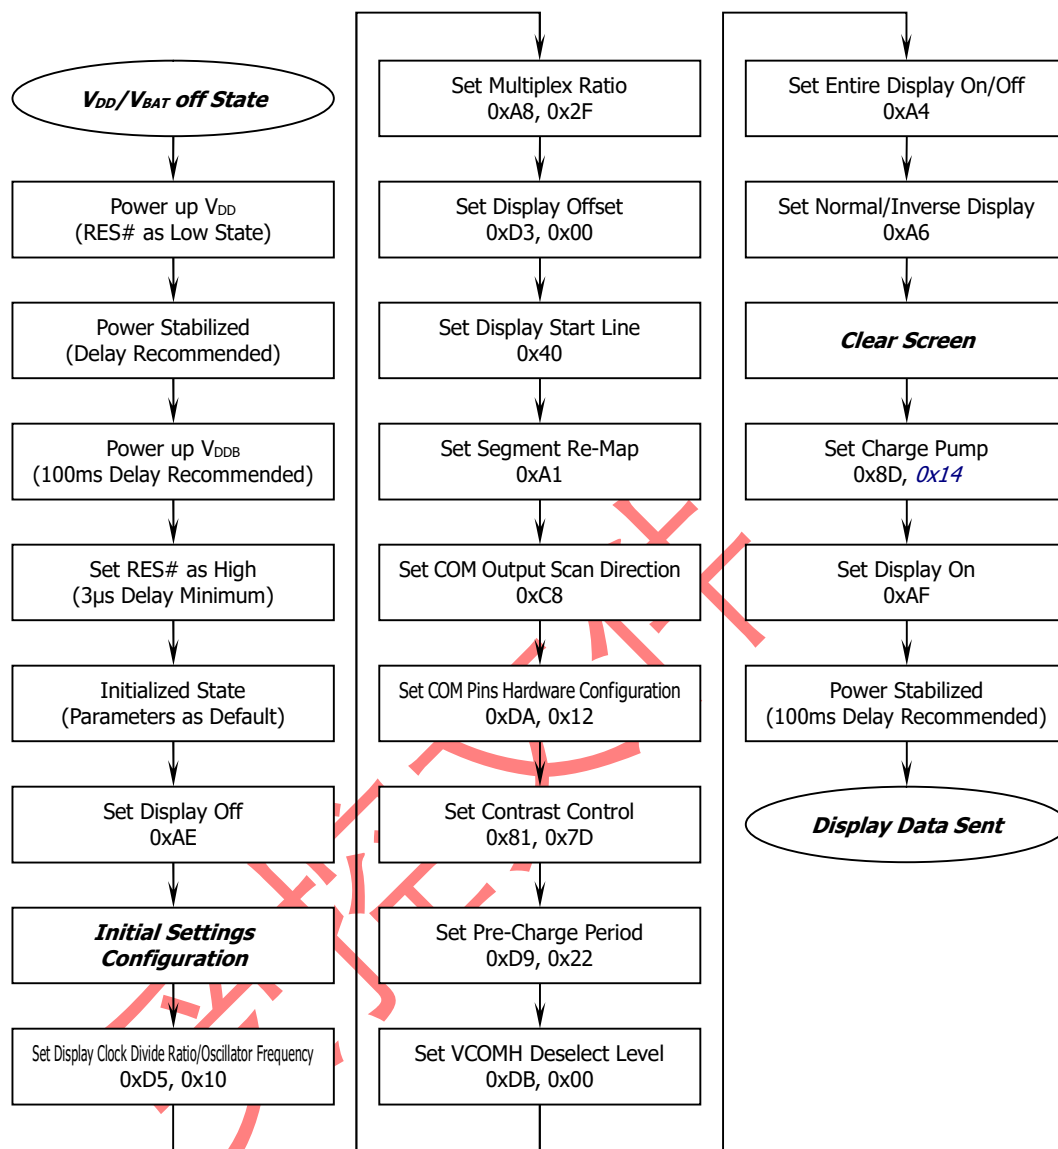 V_DD/V_BAT off State
Power up V_DD
(RES# as Low State)
Power Stabilized
(Delay Recommended)
Power up V_DDB
(100ms Delay Recommended)
Set RES# as High
(3μs Delay Minimum)
Initialized State
(Parameters as Default)
Set Display Off
0xAE
Initial Settings
Configuration
Set Display Clock Divide Ratio/Oscillator Frequency
0xD5, 0x10
Set Multiplex Ratio
0xA8, 0x2F
Set Display Offset
0xD3, 0x00
Set Display Start Line
0x40
Set Segment Re-Map
0xA1
Set COM Output Scan Direction
0xC8
Set COM Pins Hardware Configuration
0xDA, 0x12
Set Contrast Control
0x81, 0x7D
Set Pre-Charge Period
0xD9, 0x22
Set VCOMH Deselect Level
0xDB, 0x00
Set Entire Display On/Off
0xA4
Set Normal/Inverse Display
0xA6
Clear Screen
Set Charge Pump
0x8D, 0x14
Set Display On
0xAF
Power Stabilized
(100ms Delay Recommended)
Display Data Sent